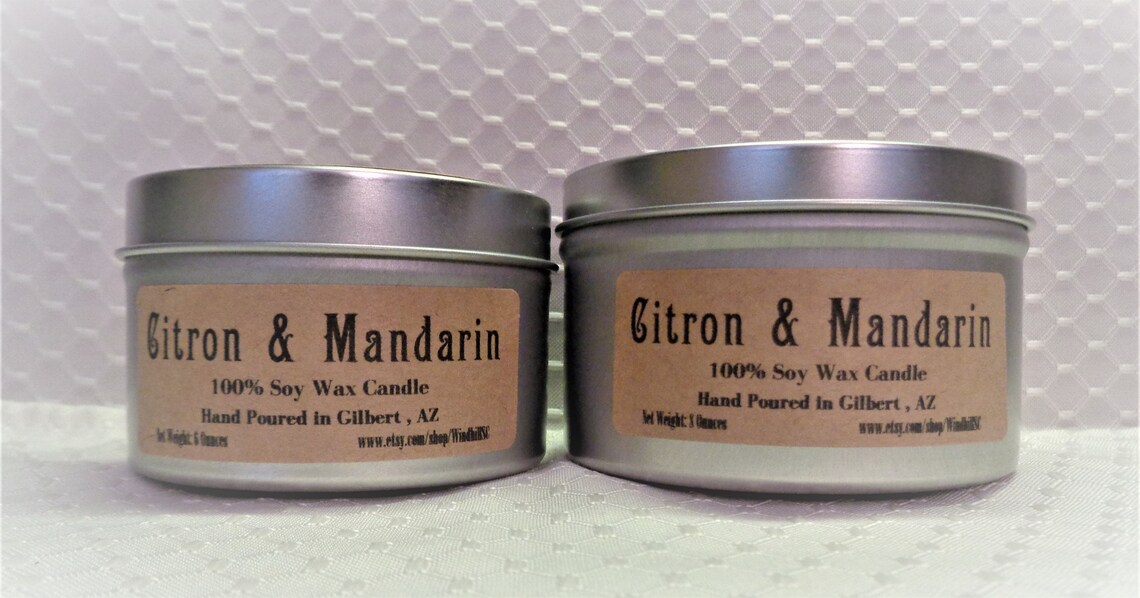 Citron & Mandarin
100% Soy Wax Candle
Hand Poured in Gilbert , AZ
Net Weight: 6 Ounces www.etsy.com/shop/WindhillSC
Citron & Mandarin
100% Soy Wax Candle
Hand Poured in Gilbert , AZ
Net Weight: 8 Ounces www.etsy.com/shop/WindhillSC